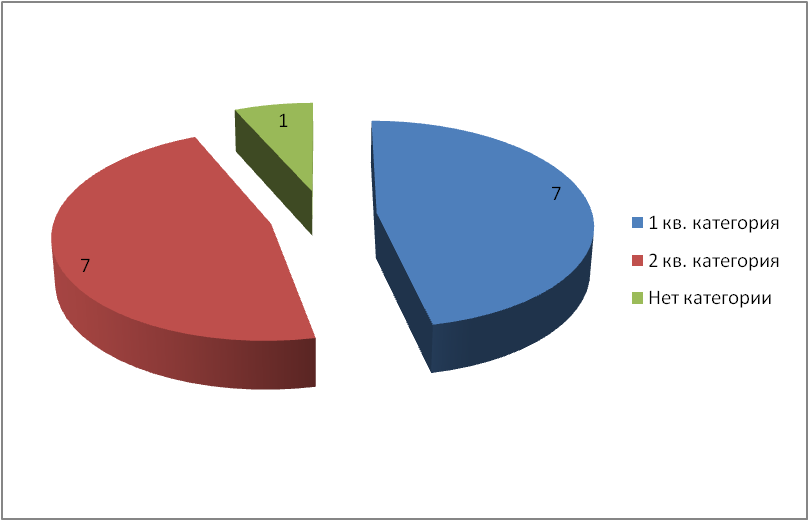 1
7
7
1 кв. категория
2 кв. категория
Нет категории